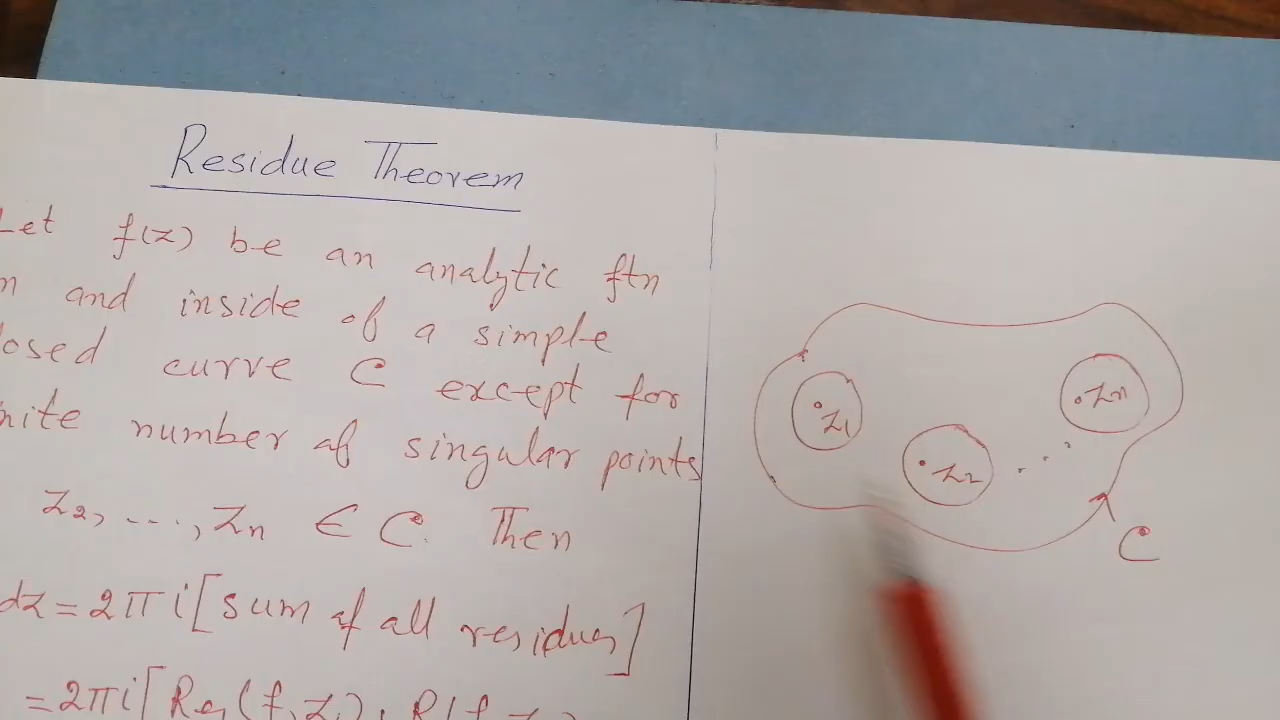 Residue Theorem
Let f(z) be an analytic ftn
n and inside of a simple
losed curve C except for
nite number of singular points
z2, ..., zn ∈ C. Then
dz = 2πi[sum of all residues]
= 2πi[Res(f,z1),
z1
z2
zn
C